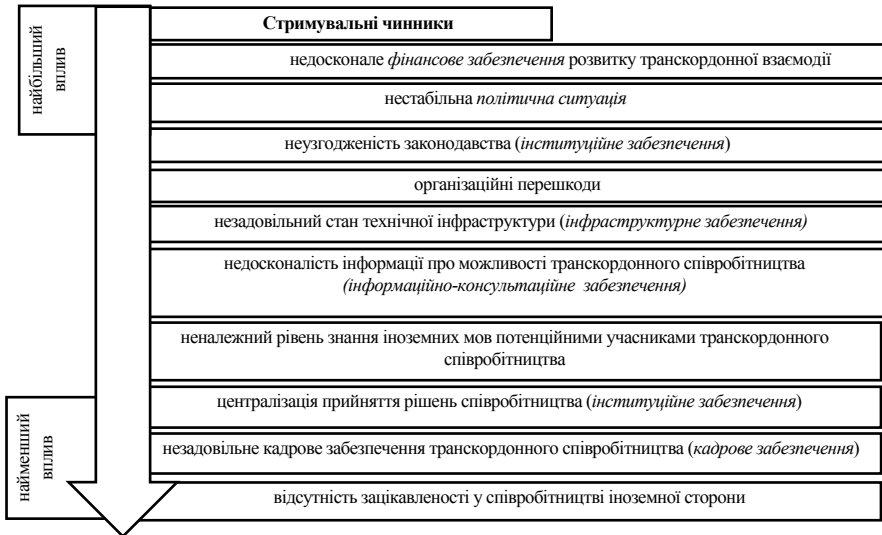 Стримувальні чинники
найбільший
вплив
недосконале фінансове забезпечення розвитку транскордонної взаємодії
нестабільна політична ситуація
неузгодженість законодавства (інституційне забезпечення)
організаційні перешкоди
незадовільний стан технічної інфраструктури (інфраструктурне забезпечення)
недосконалість інформації про можливості транскордонного співробітництва
(інформаційно-консультаційне забезпечення)
неналежний рівень знання іноземних мов потенційними учасниками транскордонного
співробітництва
найменший
вплив
централізація прийняття рішень співробітництва (інституційне забезпечення)
незадовільне кадрове забезпечення транскордонного співробітництва (кадрове забезпечення)
відсутність зацікавленості у співробітництві іноземної сторони